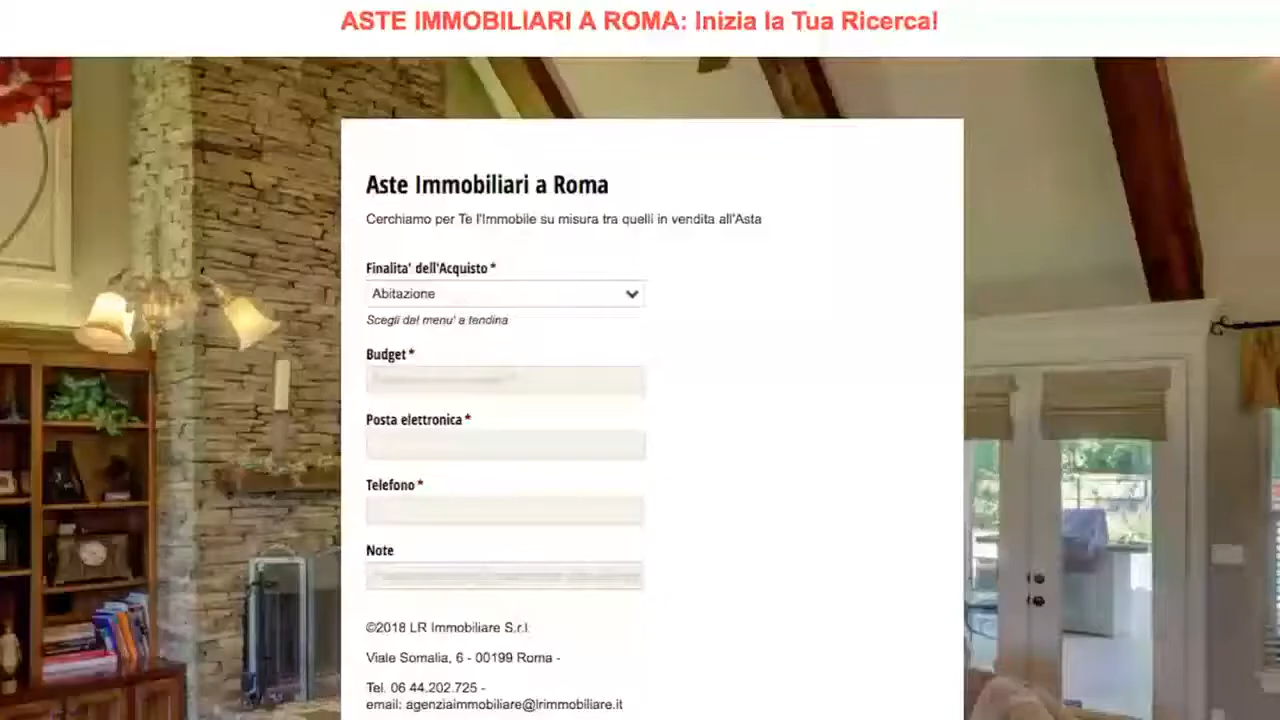 ASTE IMMOBILIARI A ROMA: Inizia la Tua Ricerca!
Aste Immobiliari a Roma
Cerchiamo per Te l'Immobile su misura tra quelli in vendita all'Asta
Finalita' dell'Acquisto *
Abitazione
Scegli dal menu' a tendina
Budget *
Posta elettronica *
Telefono *
Note
©2018 LR Immobiliare S.r.l.
Viale Somalia, 6 - 00199 Roma -
Tel. 06 44.202.725 -
email: agenziaimmobiliare@lrimmobiliare.it